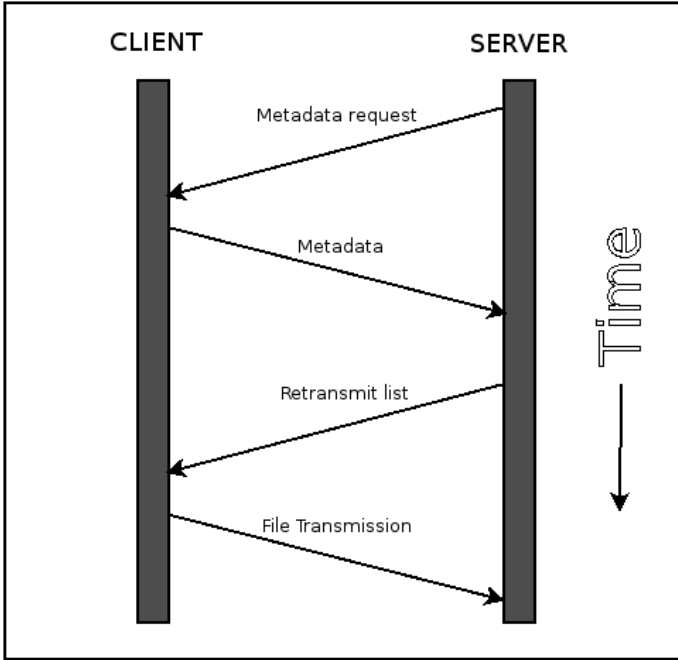 CLIENT
SERVER
Metadata request
Metadata
Time
Retransmit list
File Transmission